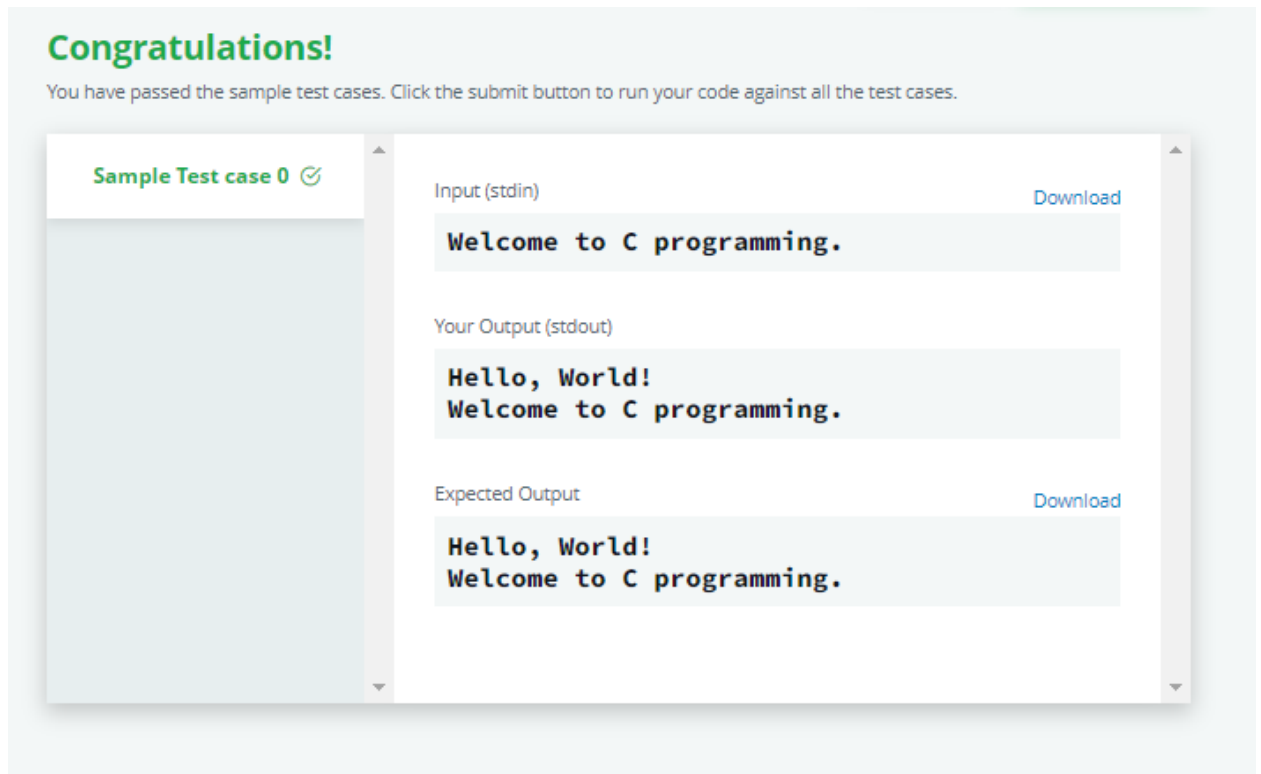 Congratulations!
You have passed the sample test cases. Click the submit button to run your code against all the test cases.
Sample Test case 0
Input (stdin)
Download
Welcome to C programming.
Your Output (stdout)
Hello, World!
Welcome to C programming.
Expected Output
Download
Hello, World!
Welcome to C programming.